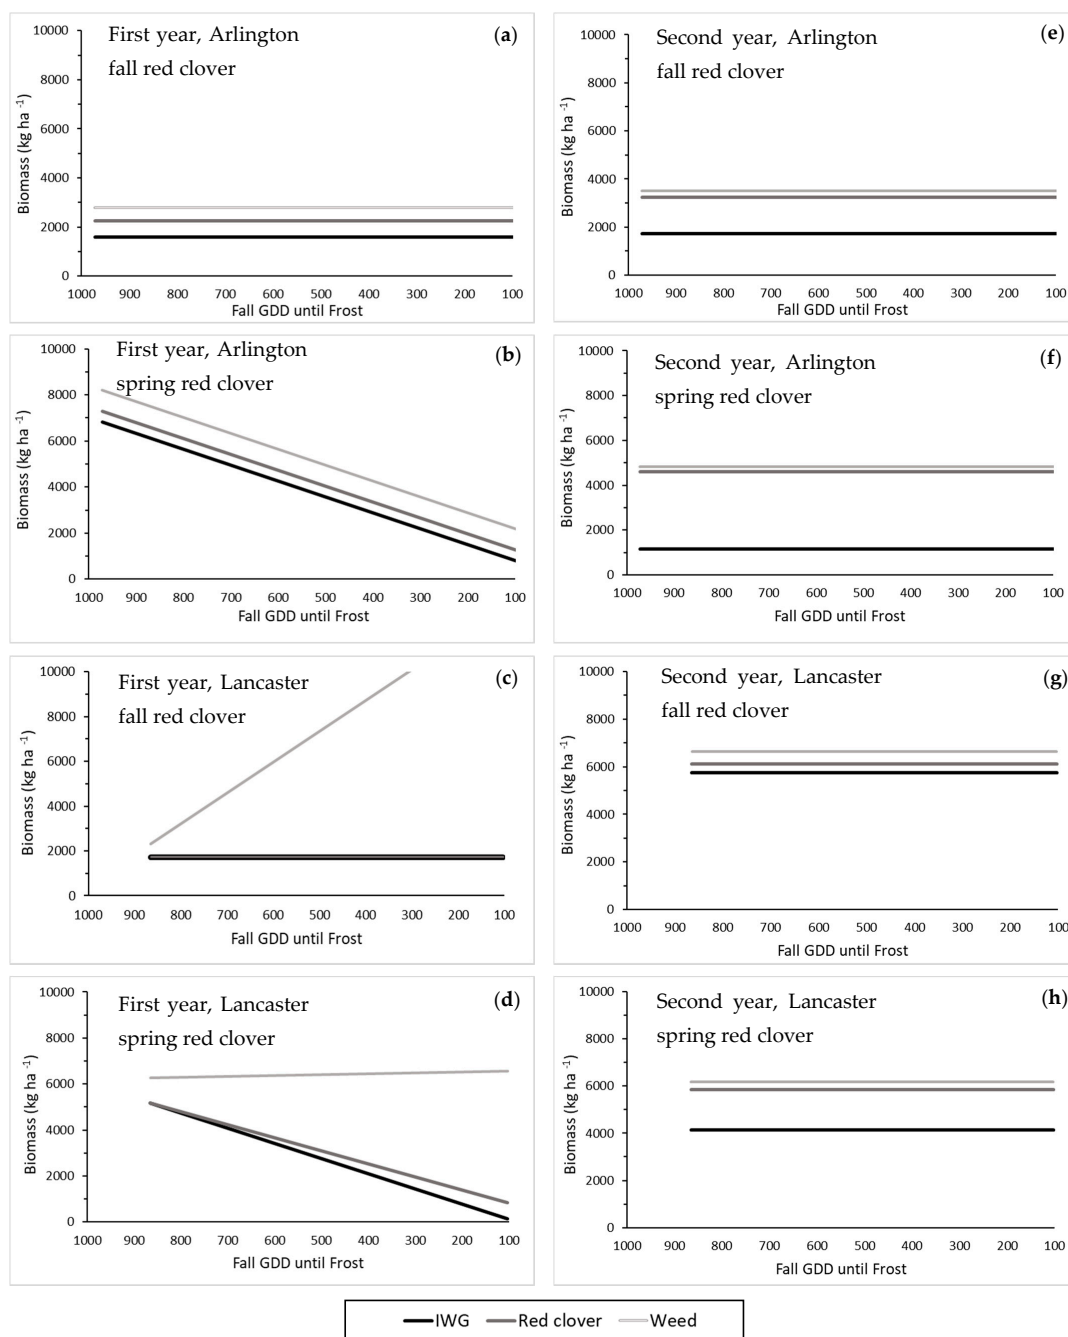 First year, Arlington
fall red clover
(a)
Biomass (kg ha -1)
10000
8000
6000
4000
2000
0
1000 900 800 700 600 500 400 300 200 100
Fall GDD until Frost
Second year, Arlington
fall red clover
(e)
Biomass (kg ha -1)
10000
8000
6000
4000
2000
0
1000 900 800 700 600 500 400 300 200 100
Fall GDD until Frost
First year, Arlington
spring red clover
(b)
Biomass (kg ha -1)
10000
8000
6000
4000
2000
0
1000 900 800 700 600 500 400 300 200 100
Fall GDD until Frost
Second year, Arlington
spring red clover
(f)
Biomass (kg ha -1)
10000
8000
6000
4000
2000
0
1000 900 800 700 600 500 400 300 200 100
Fall GDD until Frost
First year, Lancaster
fall red clover
(c)
Biomass (kg ha -1)
10000
8000
6000
4000
2000
0
1000 900 800 700 600 500 400 300 200 100
Fall GDD until Frost
Second year, Lancaster
fall red clover
(g)
Biomass (kg ha -1)
10000
8000
6000
4000
2000
0
1000 900 800 700 600 500 400 300 200 100
Fall GDD until Frost
First year, Lancaster
spring red clover
(d)
Biomass (kg ha -1)
10000
8000
6000
4000
2000
0
1000 900 800 700 600 500 400 300 200 100
Fall GDD until Frost
Second year, Lancaster
spring red clover
(h)
Biomass (kg ha -1)
10000
8000
6000
4000
2000
0
1000 900 800 700 600 500 400 300 200 100
Fall GDD until Frost
IWG Red clover Weed